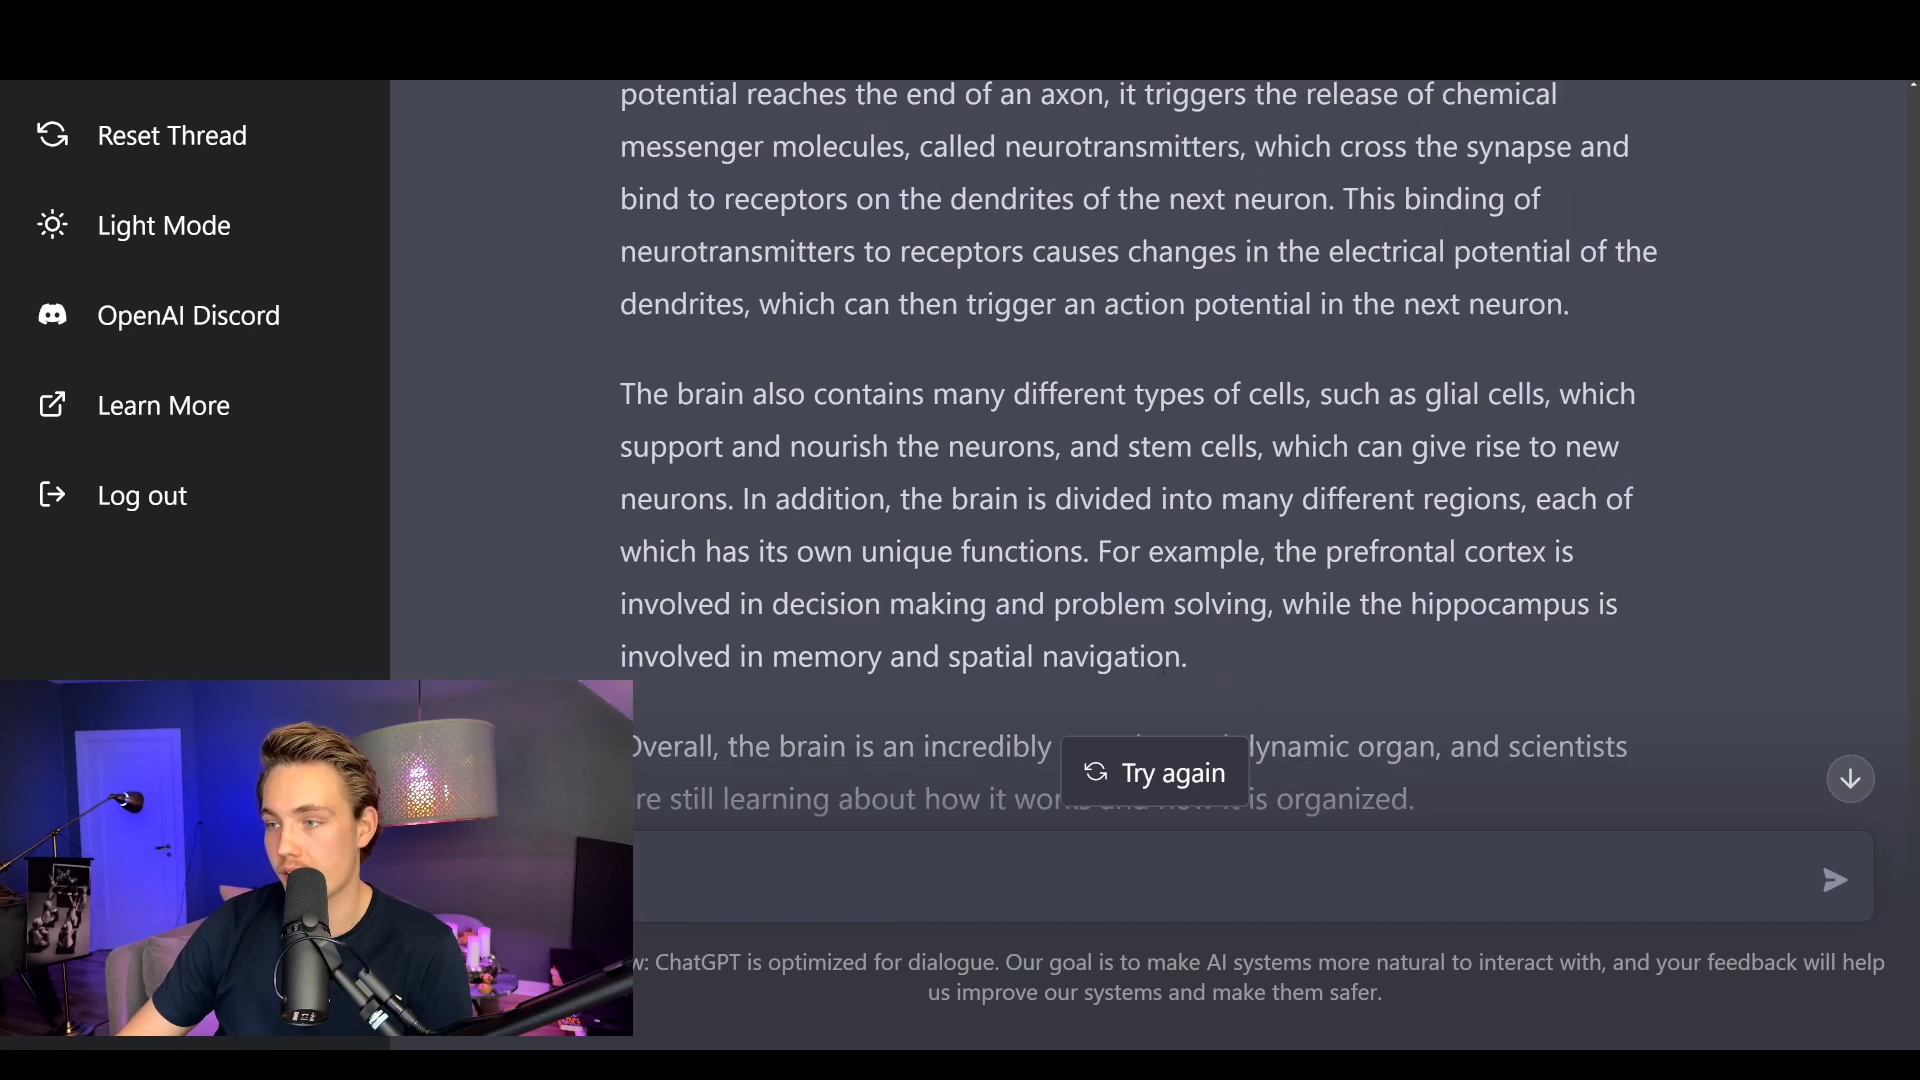 Reset Thread
Light Mode
OpenAI Discord
Learn More
Log out
potential reaches the end of an axon, it triggers the release of chemical
messenger molecules, called neurotransmitters, which cross the synapse and
bind to receptors on the dendrites of the next neuron. This binding of
neurotransmitters to receptors causes changes in the electrical potential of the
dendrites, which can then trigger an action potential in the next neuron.
The brain also contains many different types of cells, such as glial cells, which
support and nourish the neurons, and stem cells, which can give rise to new
neurons. In addition, the brain is divided into many different regions, each of
which has its own unique functions. For example, the prefrontal cortex is
involved in decision making and problem solving, while the hippocampus is
involved in memory and spatial navigation.
Overall, the brain is an incredibly dynamic organ, and scientists
Try again
are still learning about how it works and how it is organized.
ChatGPT is optimized for dialogue. Our goal is to make AI systems more natural to interact with, and your feedback will help
us improve our systems and make them safer.